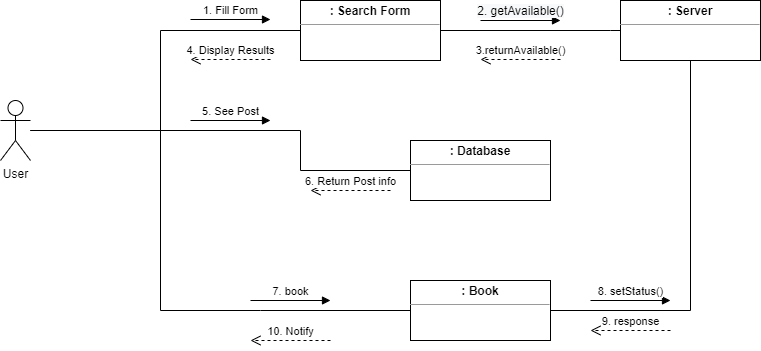 1. Fill Form
: Search Form
2. getAvailable()
: Server
4. Display Results
3.returnAvailable()
5. See Post
: Database
User
6. Return Post info
7. book
: Book
8. setStatus()
10. Notify
9. response